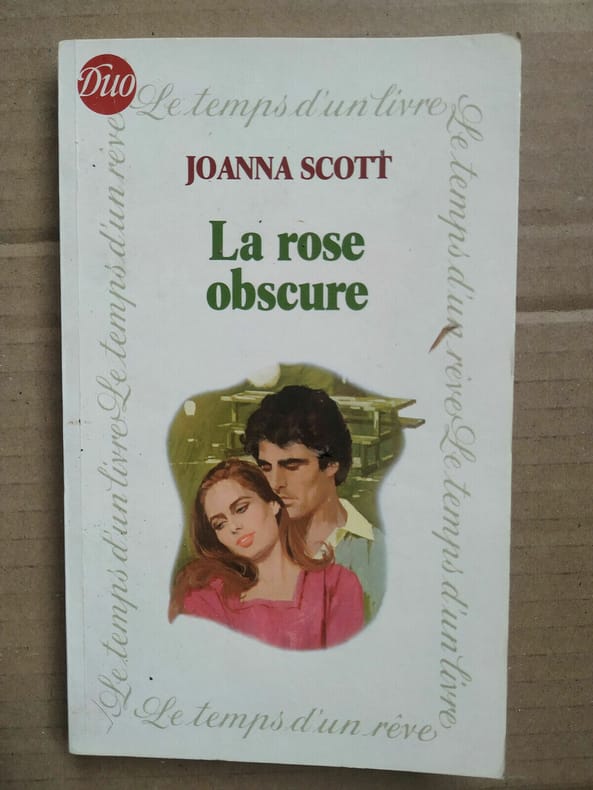 Duo
Le temps d'un livre
JOANNA SCOTT
La rose
obscure
Le temps d'un rêve Le temps d'un livre
Le temps d'un livre Le temps d'un rêve
Le temps d'un rêve